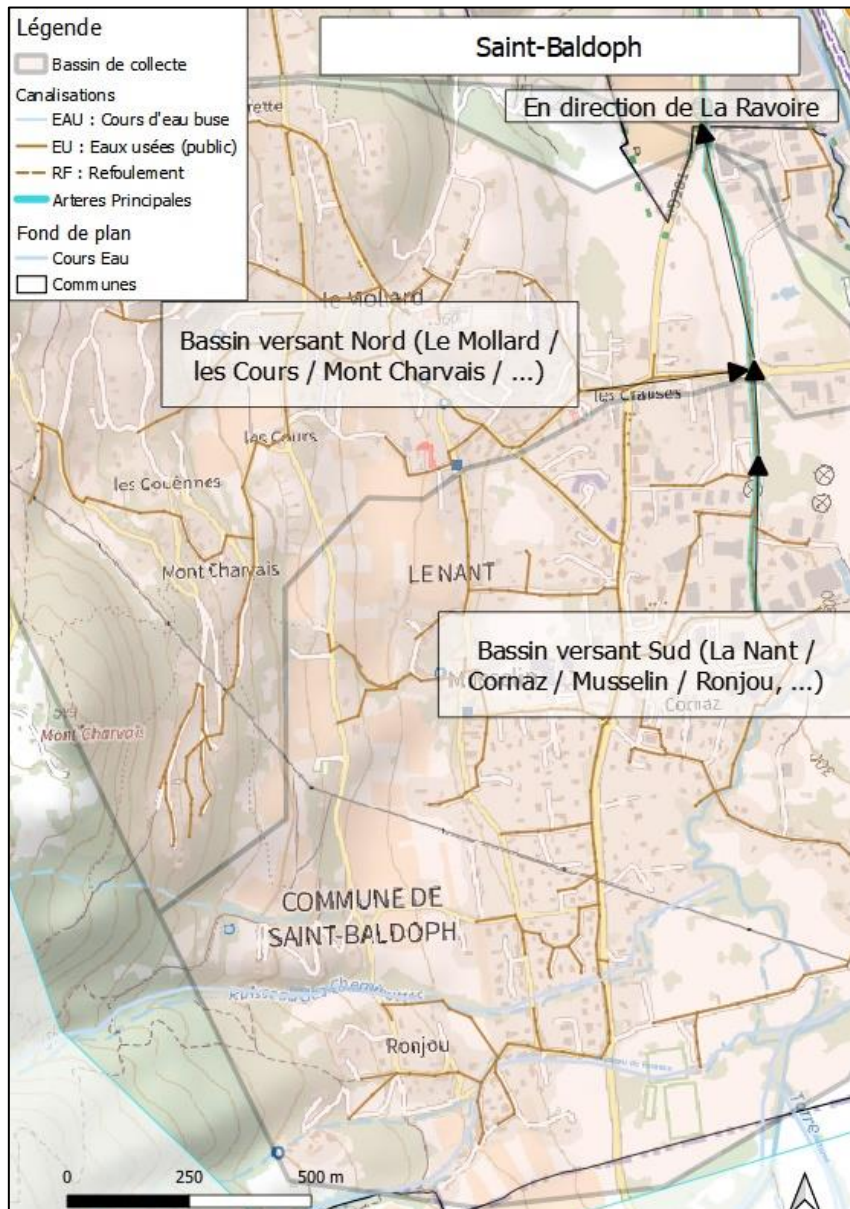 Légende
Bassin de collecte
Canalisations
EAU : Cours d'eau buse
EU : Eaux usées (public)
RF : Refoulement
Arteres Principales
Fond de plan
Cours Eau
Communes
Saint-Baldoph
En direction de La Ravoire
D201
le Mollard
Bassin versant Nord (Le Mollard /
les Cours / Mont Charvais / ...)
les Clauses
les Cours
les Couënnes
Mont Charvais
LE NANT
Bassin versant Sud (La Nant /
Cornaz / Musselin / Ronjou, ...)
Cornaz
Mont Charvais
300
COMMUNE DE
SAINT-BALDOPH
Ronjou
0 250 500 m